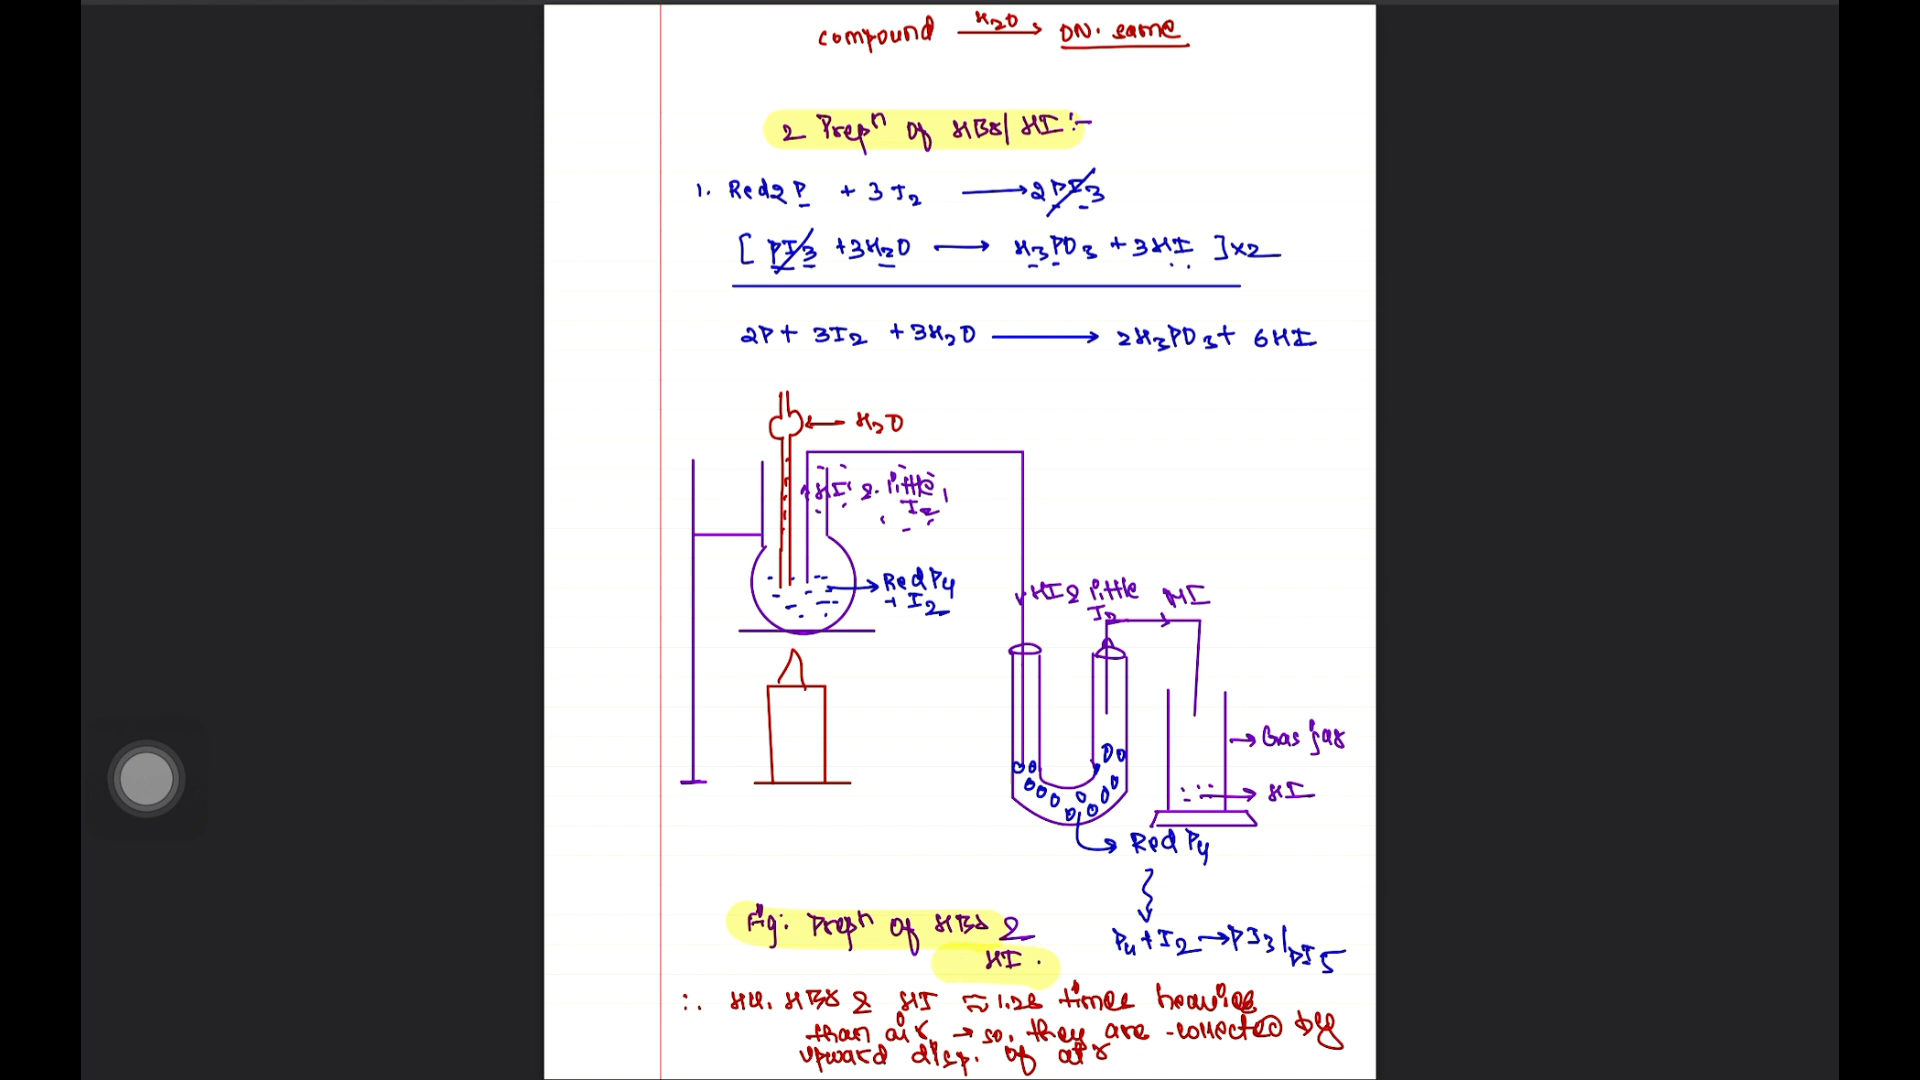 compound H2O → ON. same
2 Prepⁿ of HBr/HI :-
1. Red 2P + 3I2 → 2PI3
[ PI3 + 3H2O → H3PO3 + 3HI ] x2
2P + 3I2 + 3H2O → 2H3PO3 + 6HI
H2O
HI & little
I2
Red P4
+ I2
HI & little
I2
HI
Gas jar
HI
Red P4
P4 + I2 → PI3/PI5
Fig: Prepⁿ of HBr &
HI .
∴ HCl, HBr & HI ≈ 1.28 times heavier
than air → so, they are collected by
upward disp. of air